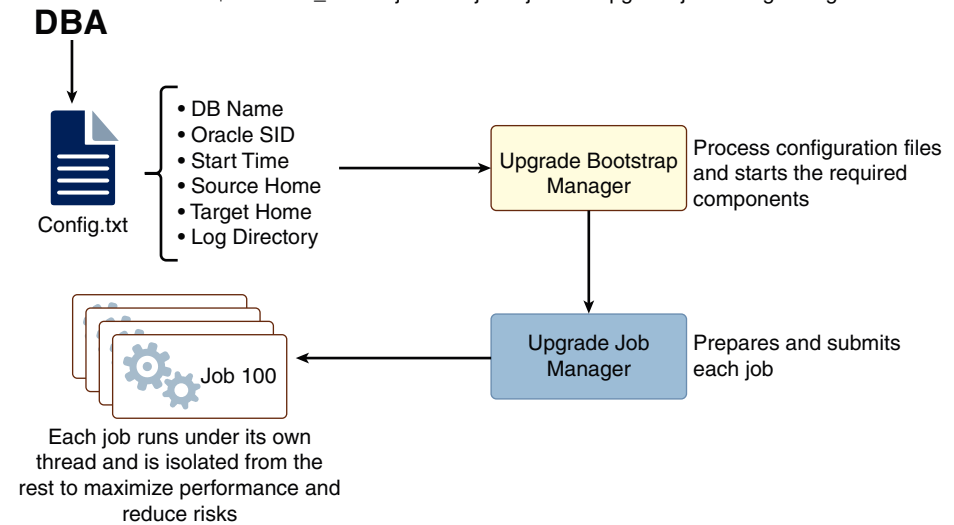 DBA
• DB Name
• Oracle SID
• Start Time
• Source Home
• Target Home
• Log Directory
Config.txt
Upgrade Bootstrap
Manager
Process configuration files
and starts the required
components
Upgrade Job
Manager
Prepares and submits
each job
Job 100
Each job runs under its own
thread and is isolated from the
rest to maximize performance and
reduce risks